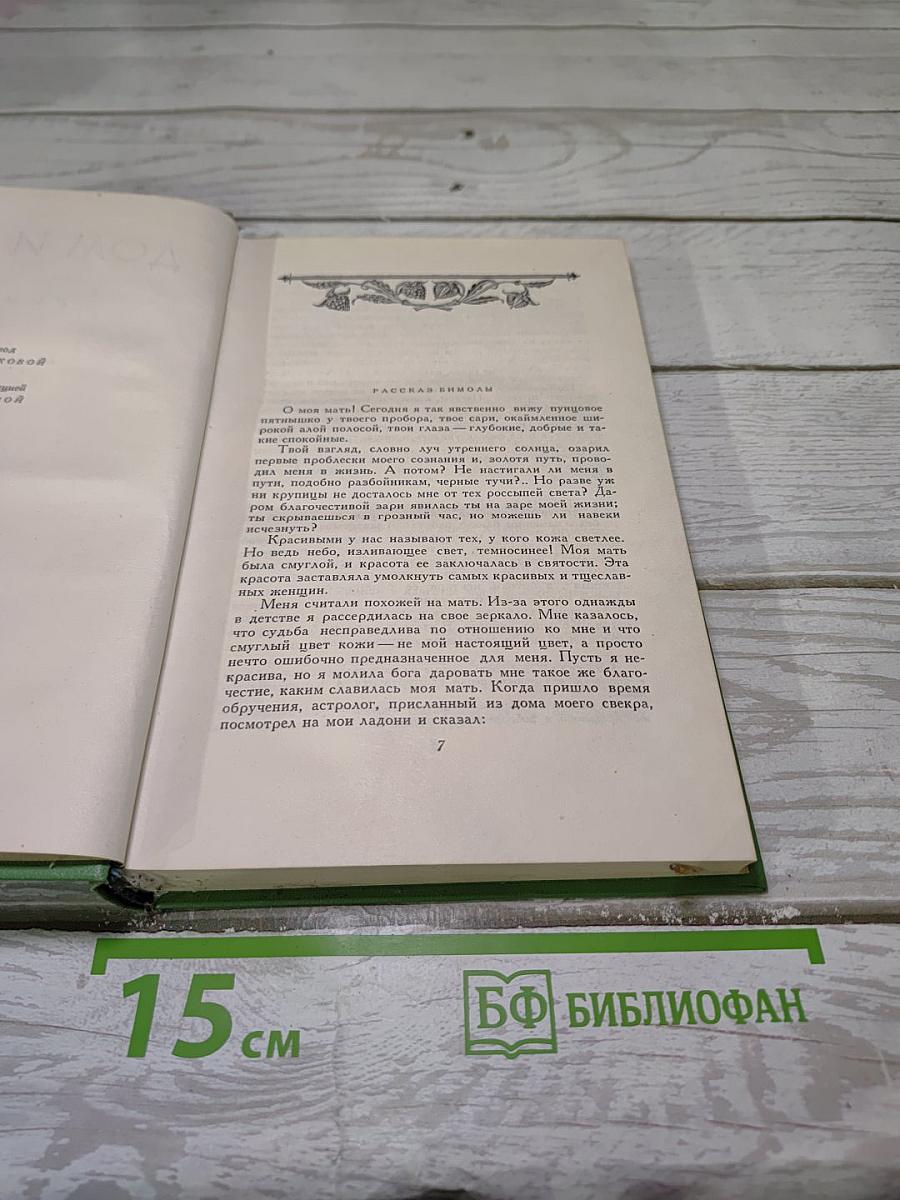 ДОМ И
РАССКАЗ БИМОЛЫ
О моя мать! Сегодня я так явственно вижу пунцовое
пятнышко у твоего пробора, твое сари, окаймленное ши-
рокой алой полосой, твои глаза — глубокие, добрые и та-
кие спокойные.
Твой взгляд, словно луч утреннего солнца, озарил
первые проблески моего сознания и, золотя путь, прово-
дил меня в жизнь. А потом? Не настигали ли меня в
пути, подобно разбойникам, черные тучи?.. Но разве уж
ни крупицы не досталось мне от тех россыпей света? Да-
ром благочестивой зари явилась ты на заре моей жизни;
ты скрываешься в грозный час, но можешь ли навеки
исчезнуть?
Красивыми у нас называют тех, у кого кожа светлее.
Но ведь небо, изливающее свет, темносинее! Моя мать
была смуглой, и красота ее заключалась в святости. Эта
красота заставляла умолкнуть самых красивых и тщеслав-
ных женщин.
Меня считали похожей на мать. Из-за этого однажды
в детстве я рассердилась на свое зеркало. Мне казалось,
что судьба несправедлива по отношению ко мне и что
смуглый цвет кожи — не мой настоящий цвет, а просто
нечто ошибочно предназначенное для меня. Пусть я не-
красива, но я молила бога даровать мне такое же благо-
честие, каким славилась моя мать. Когда пришло время
обручения, астролог, присланный из дома моего свекра,
посмотрел на мои ладони и сказал:
7
15 см
БФ БИБЛИОФАН